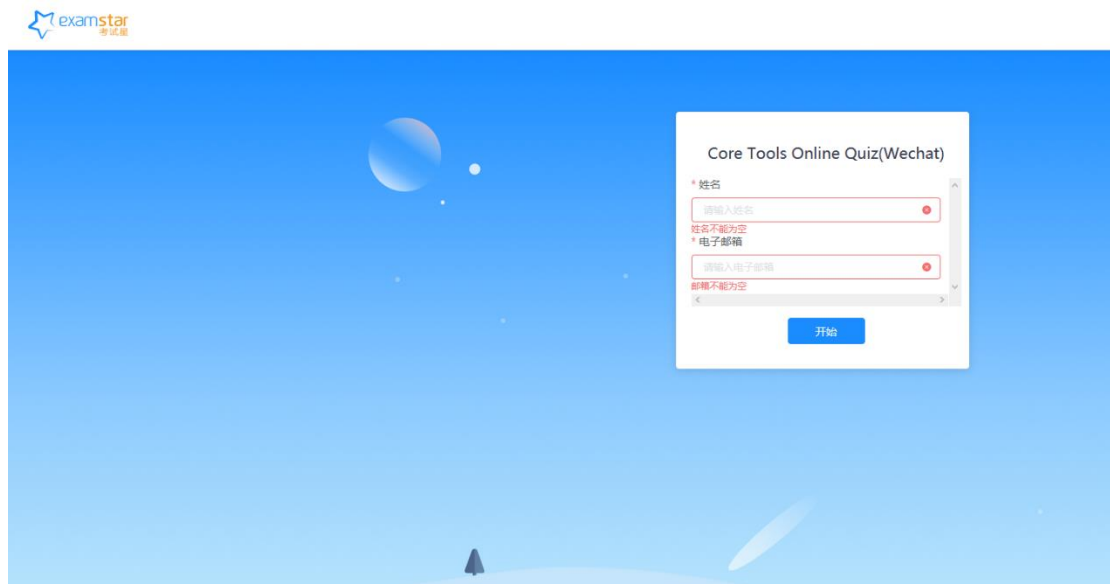 examstar
考试星
Core Tools Online Quiz(Wechat)
* 姓名
请输入姓名
姓名不能为空
* 电子邮箱
请输入电子邮箱
邮箱不能为空
开始